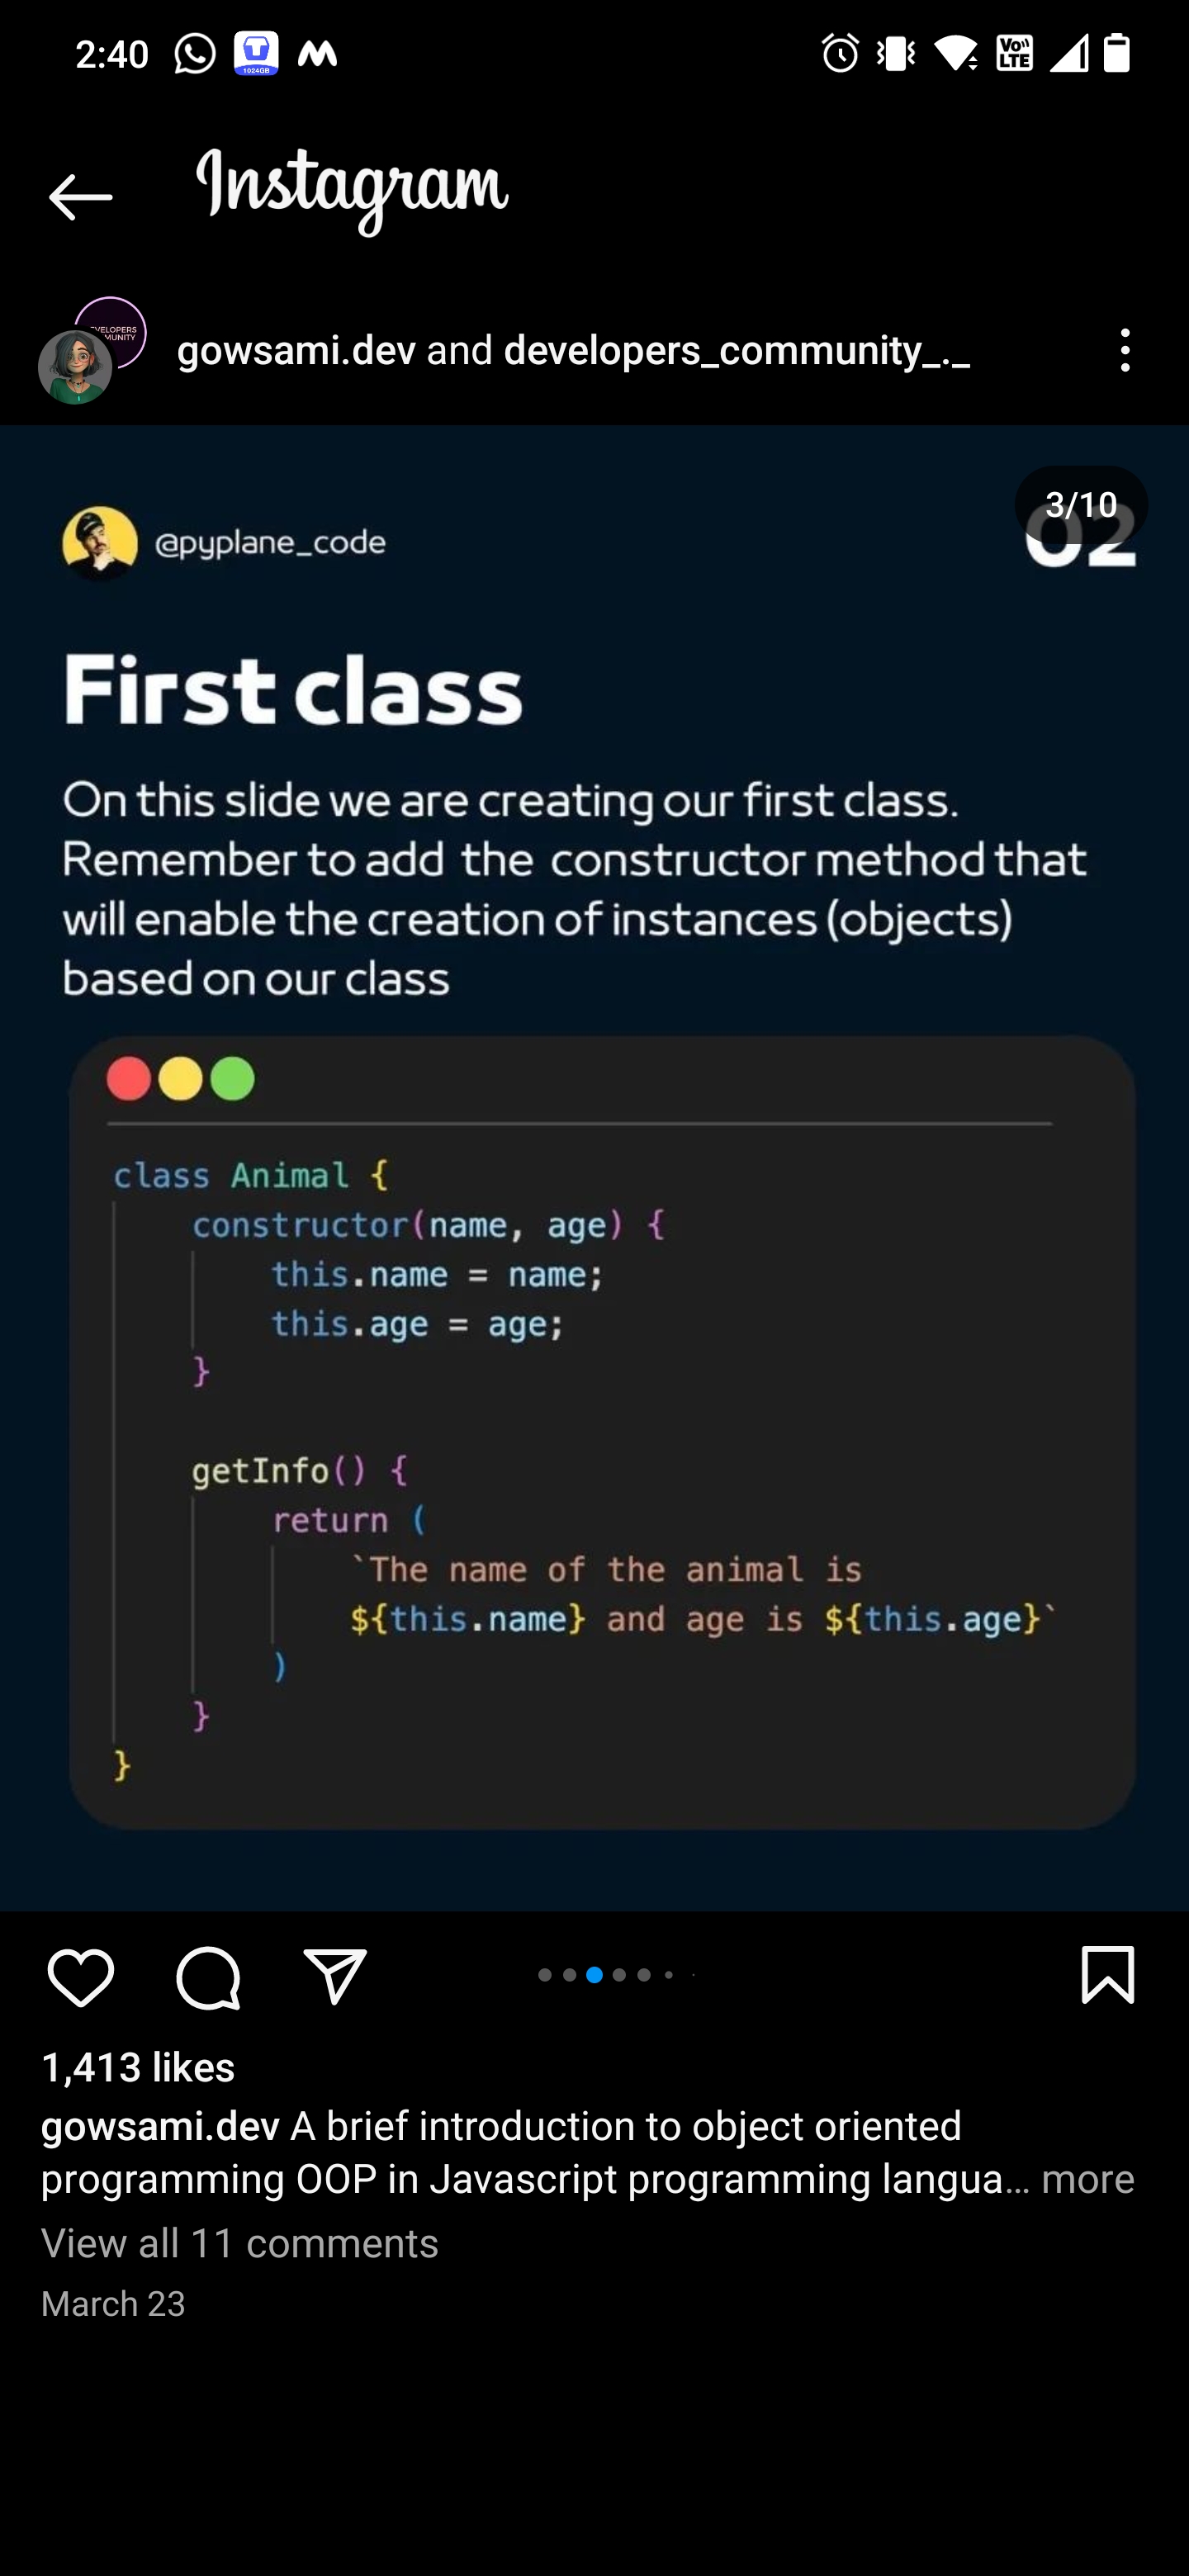 2:40
1024GB
Vo))
LTE
Instagram
gowsami.dev and developers_community_._
3/10
02
@pyplane_code
First class
On this slide we are creating our first class.
Remember to add the constructor method that
will enable the creation of instances (objects)
based on our class
class Animal {
constructor(name, age) {
this.name = name;
this.age = age;
}
getInfo() {
return (
`The name of the animal is
${this.name} and age is ${this.age}`
)
}
}
1,413 likes
gowsami.dev A brief introduction to object oriented
programming OOP in Javascript programming langua... more
View all 11 comments
March 23